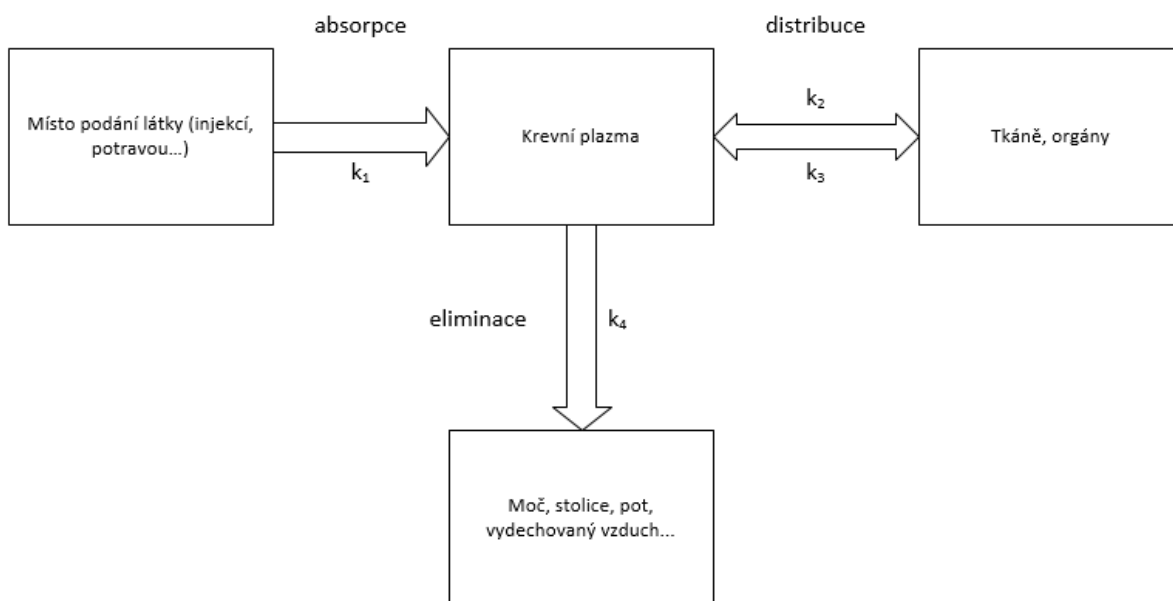 absorpce
distribuce
Místo podání látky (injekcí,
potravou...)
k₁
Krevní plazma
k₂
k₃
Tkáně, orgány
eliminace
k₄
Moč, stolice, pot,
vydechovaný vzduch...